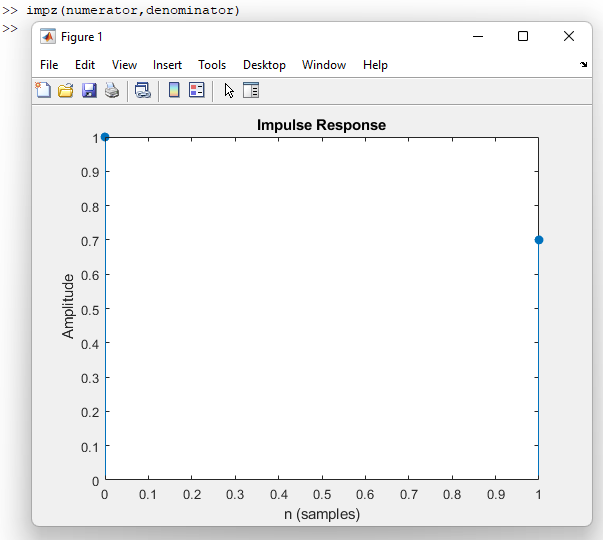 >> impz(numerator,denominator)
>>
Figure 1
File Edit View Insert Tools Desktop Window Help
Impulse Response
1
0.9
0.8
0.7
0.6
0.5
0.4
0.3
0.2
0.1
0
Amplitude
0 0.1 0.2 0.3 0.4 0.5 0.6 0.7 0.8 0.9 1
n (samples)